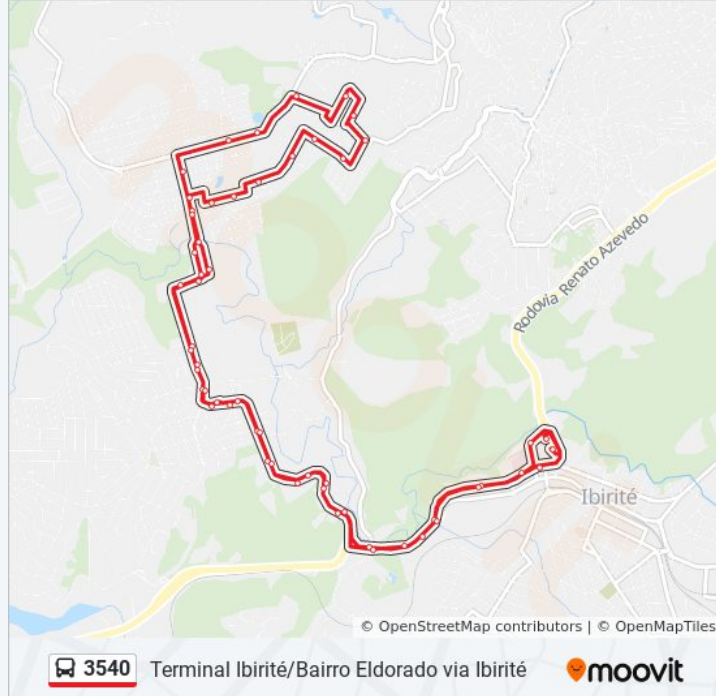 Rodovia Renato Azevedo
Ibirité
© OpenStreetMap contributors | © OpenMapTiles
3540 Terminal Ibirité/Bairro Eldorado via Ibirité
moovit